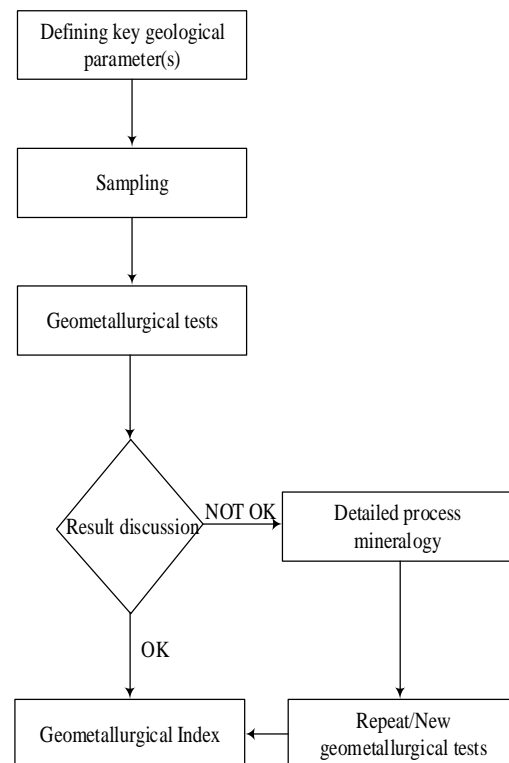 Defining key geological
parameter(s)
Sampling
Geometallurgical tests
Result discussion
NOT OK
Detailed process
mineralogy
OK
Geometallurgical Index
Repeat/New
geometallurgical tests